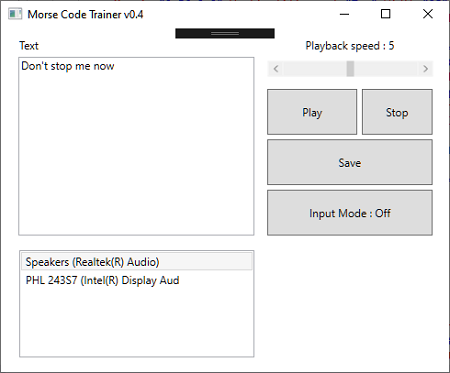 Morse Code Trainer v0.4
Text
Playback speed : 5
Don't stop me now
Play
Stop
Save
Input Mode : Off
Speakers (Realtek(R) Audio)
PHL 243S7 (Intel(R) Display Aud